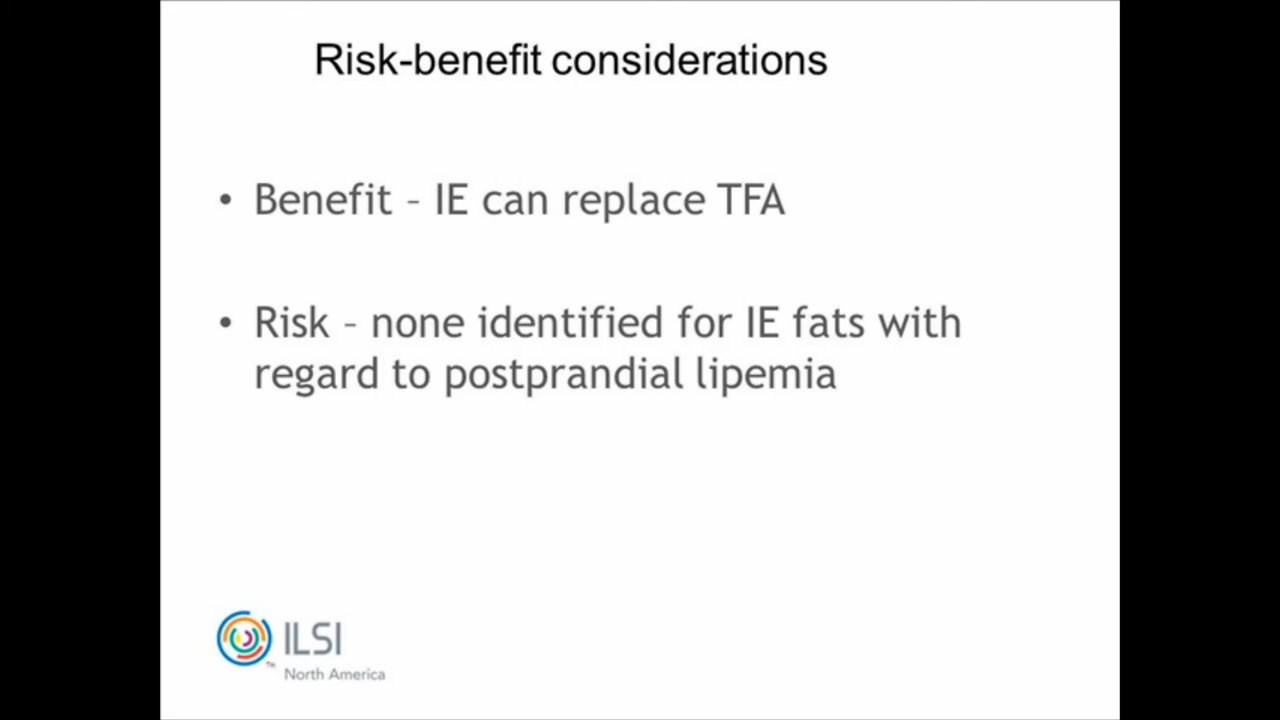 Risk-benefit considerations
• Benefit – IE can replace TFA
• Risk – none identified for IE fats with
regard to postprandial lipemia
ILSI
TM
North America